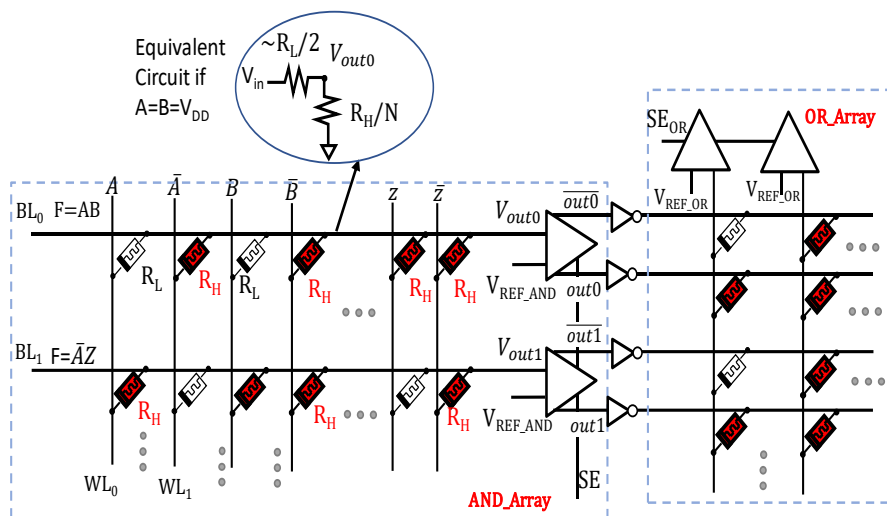 Equivalent
Circuit if
A=B=V_DD
~R_L/2
V_out0
V_in
R_H/N
SE_OR
OR_Array
V_REF_OR
V_REF_OR
A
Ā
B
B̄
z
z̄
BL_0 F=AB
R_L
R_H
R_L
R_H
R_H
R_H
V_out0
V_REF_AND
\overline{out0}
out0
BL_1 F=ĀZ
R_H
R_H
R_H
V_out1
V_REF_AND
\overline{out1}
out1
WL_0
WL_1
SE
AND_Array